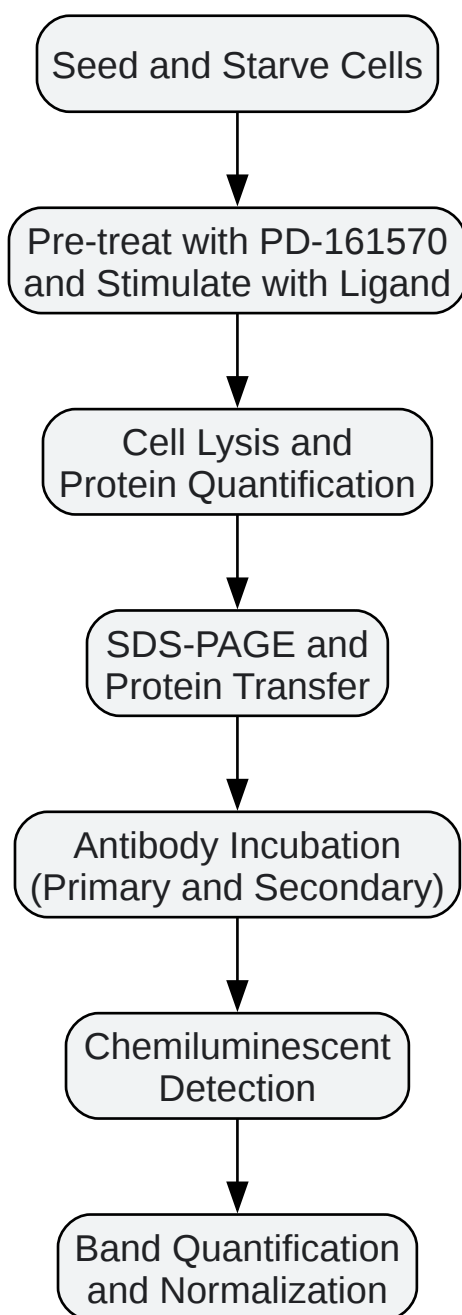 Seed and Starve Cells
Pre-treat with PD-161570
and Stimulate with Ligand
Cell Lysis and
Protein Quantification
SDS-PAGE and
Protein Transfer
Antibody Incubation
(Primary and Secondary)
Chemiluminescent
Detection
Band Quantification
and Normalization